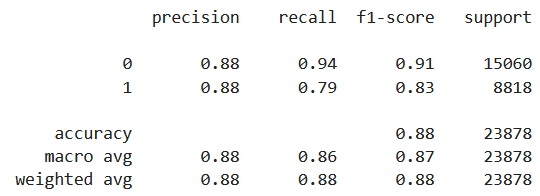 precision recall f1-score support
0 0.88 0.94 0.91 15060
1 0.88 0.79 0.83 8818
accuracy 0.88 23878
macro avg 0.88 0.86 0.87 23878
weighted avg 0.88 0.88 0.88 23878